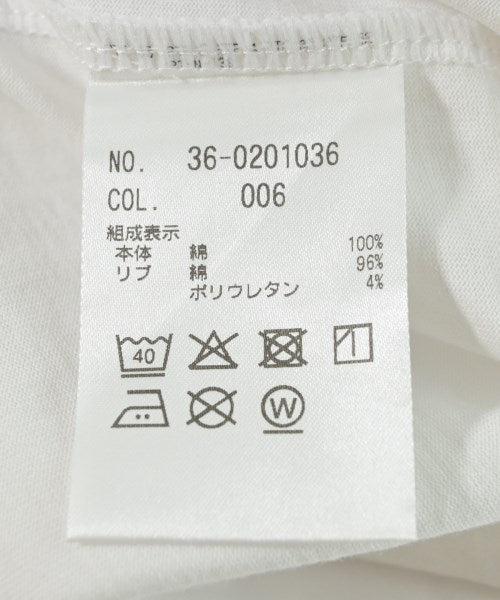 NO. 36-0201036
COL. 006
組成表示
本体 綿 100%
リブ 綿 96%
ポリウレタン 4%
40
W